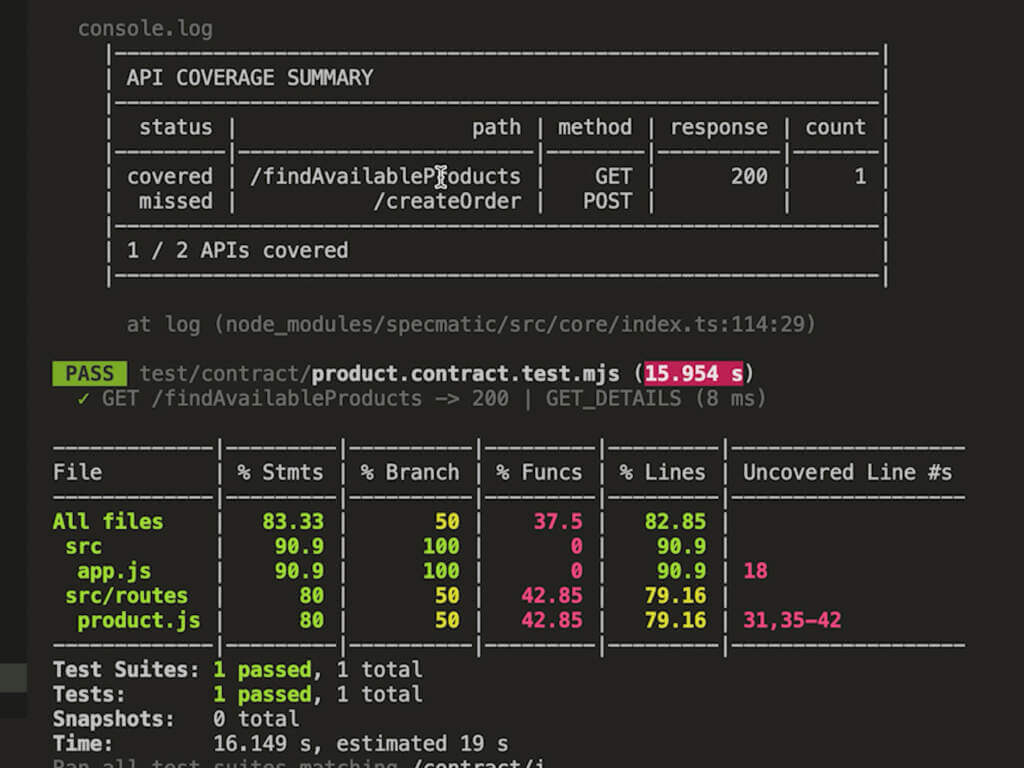 console.log
API COVERAGE SUMMARY
status | path | method | response | count
covered | /findAvailableProducts | GET | 200 | 1
missed | /createOrder | POST | |
1 / 2 APIs covered
at log (node_modules/specmatic/src/core/index.ts:114:29)
PASS test/contract/product.contract.test.mjs (15.954 s)
✓ GET /findAvailableProducts -> 200 | GET_DETAILS (8 ms)
File | % Stmts | % Branch | % Funcs | % Lines | Uncovered Line #s
All files | 83.33 | 50 | 37.5 | 82.85 |
src | 90.9 | 100 | 0 | 90.9 |
app.js | 90.9 | 100 | 0 | 90.9 | 18
src/routes | 80 | 50 | 42.85 | 79.16 |
product.js | 80 | 50 | 42.85 | 79.16 | 31,35-42
Test Suites: 1 passed, 1 total
Tests: 1 passed, 1 total
Snapshots: 0 total
Time: 16.149 s, estimated 19 s
Ran all test suites matching /contract/i